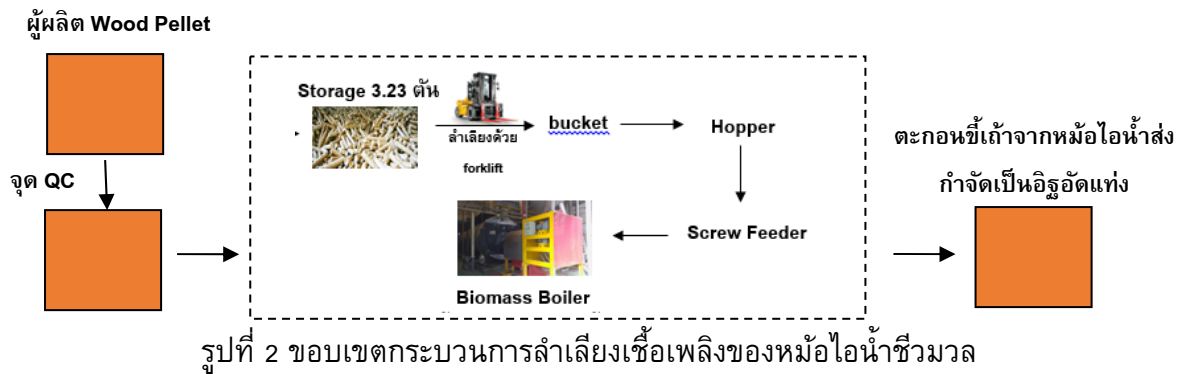 ผู้ผลิต Wood Pellet
จุด QC
Storage 3.23 ตัน
ลำเลียงด้วย
forklift
bucket
Hopper
Screw Feeder
Biomass Boiler
ตะกอนขี้เถ้าจากหม้อไอน้ำส่ง
กำจัดเป็นอิฐอัดแท่ง
รูปที่ 2 ขอบเขตกระบวนการลำเลียงเชื้อเพลิงของหม้อไอน้ำชีวมวล